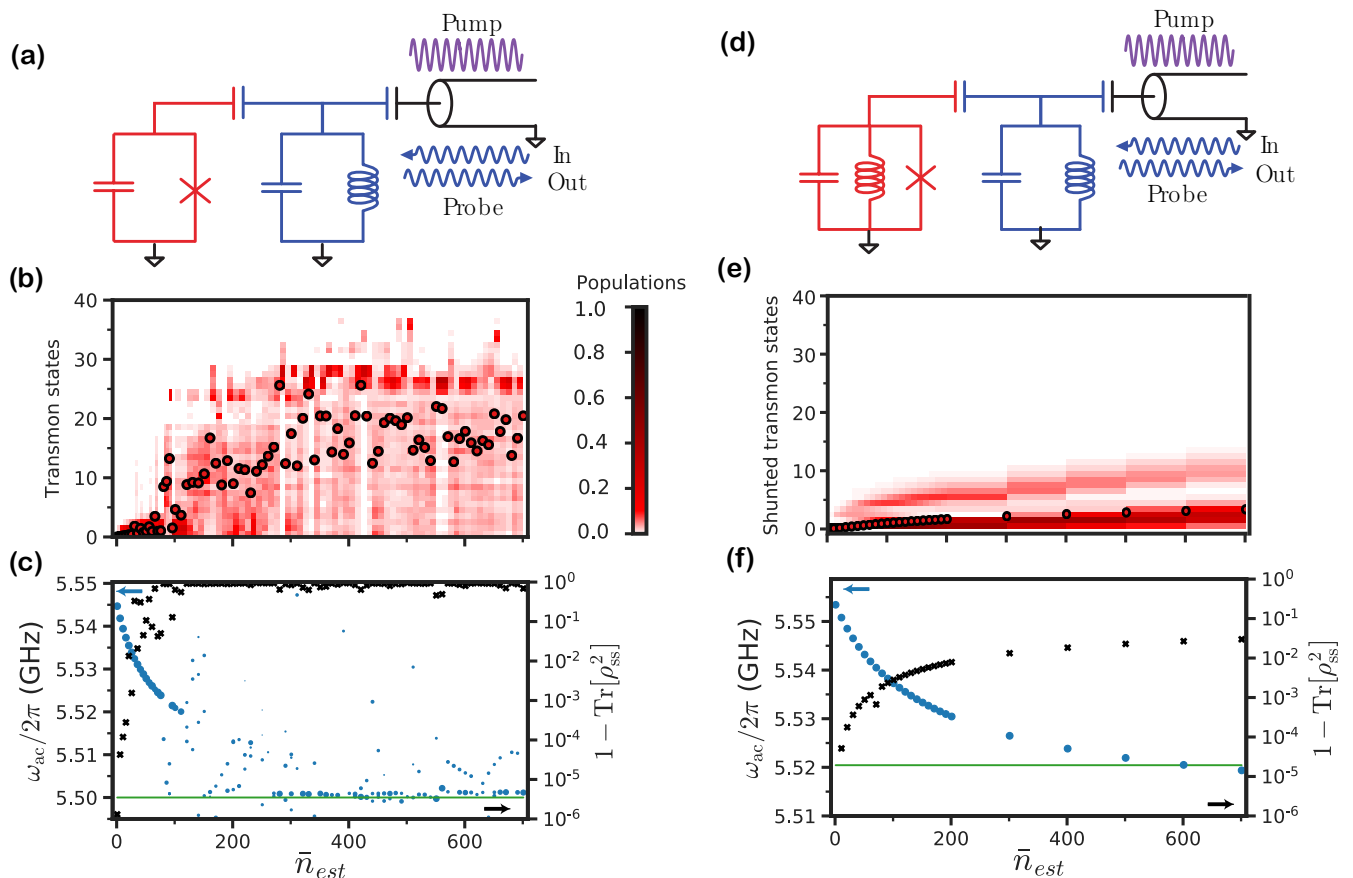 (a)
Pump
In
Out
Probe
(d)
Pump
In
Out
Probe
(b)
Transmon states
40
30
20
10
0
Populations
1.0
0.8
0.6
0.4
0.2
0.0
(e)
Shunted transmon states
40
30
20
10
0
(c)
ω_ac/2π (GHz)
5.55
5.54
5.53
5.52
5.50
10^0
10^-1
10^-2
10^-3
10^-4
10^-5
10^-6
1 − Tr[ρ_ss^2]
0
200
400
600
n̄_est
(f)
ω_ac/2π (GHz)
5.55
5.54
5.53
5.52
5.51
10^0
10^-1
10^-2
10^-3
10^-4
10^-5
10^-6
1 − Tr[ρ_ss^2]
0
200
400
600
n̄_est